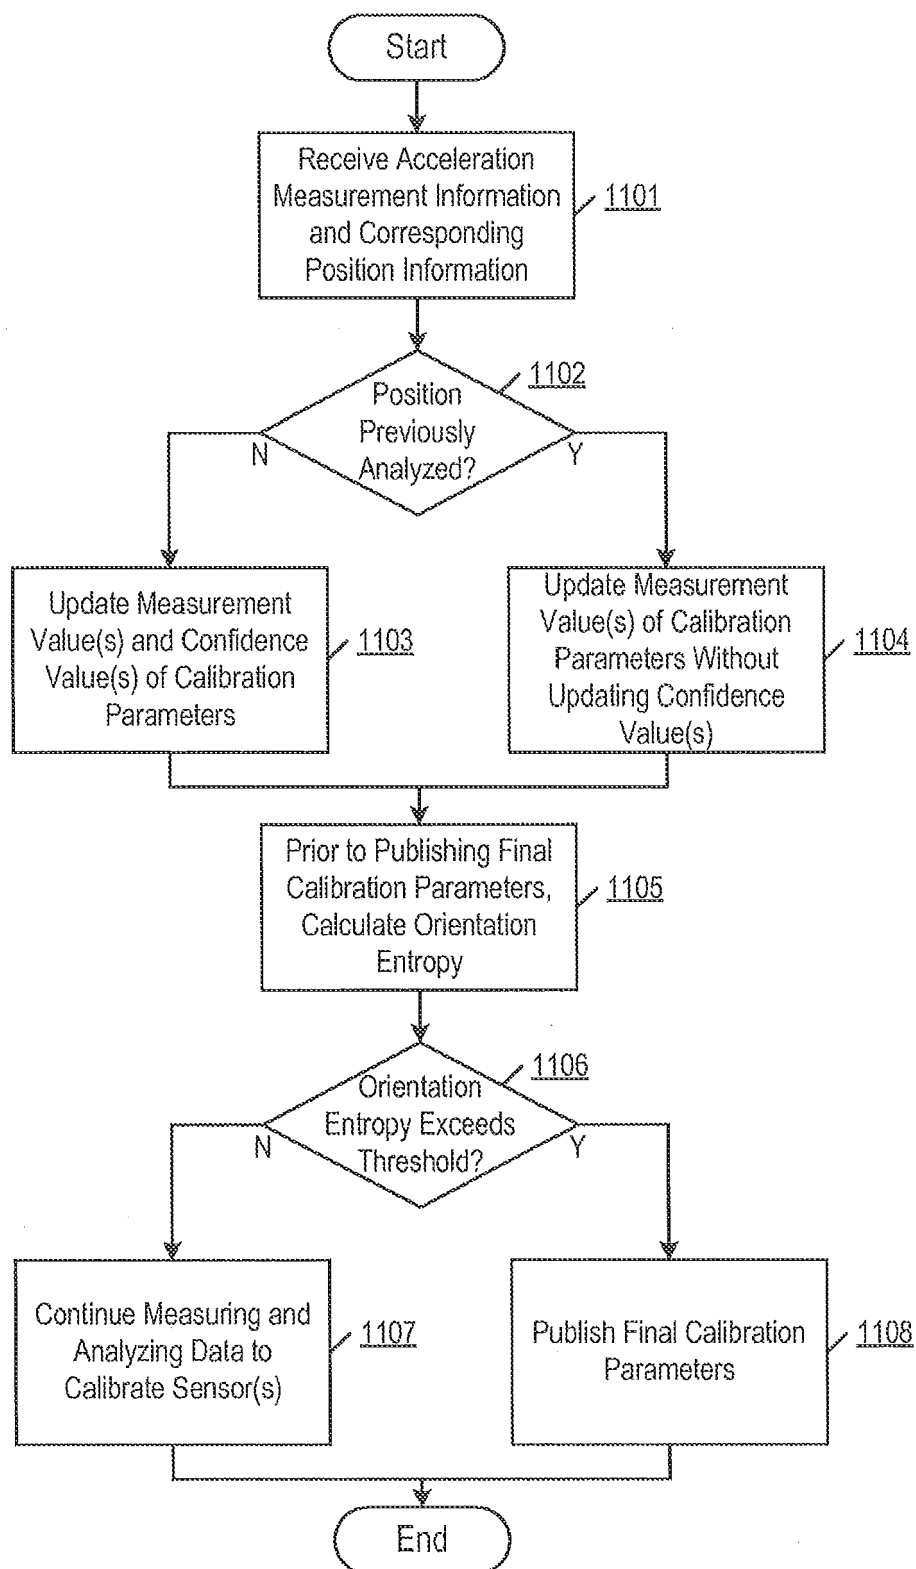 Start
Receive Acceleration
Measurement Information
and Corresponding
Position Information
1101
1102
Position
Previously
Analyzed?
N
Y
Update Measurement
Value(s) and Confidence
Value(s) of Calibration
Parameters
1103
Update Measurement
Value(s) of Calibration
Parameters Without
Updating Confidence
Value(s)
1104
Prior to Publishing Final
Calibration Parameters,
Calculate Orientation
Entropy
1105
1106
Orientation
Entropy Exceeds
Threshold?
N
Y
Continue Measuring and
Analyzing Data to
Calibrate Sensor(s)
1107
Publish Final Calibration
Parameters
1108
End